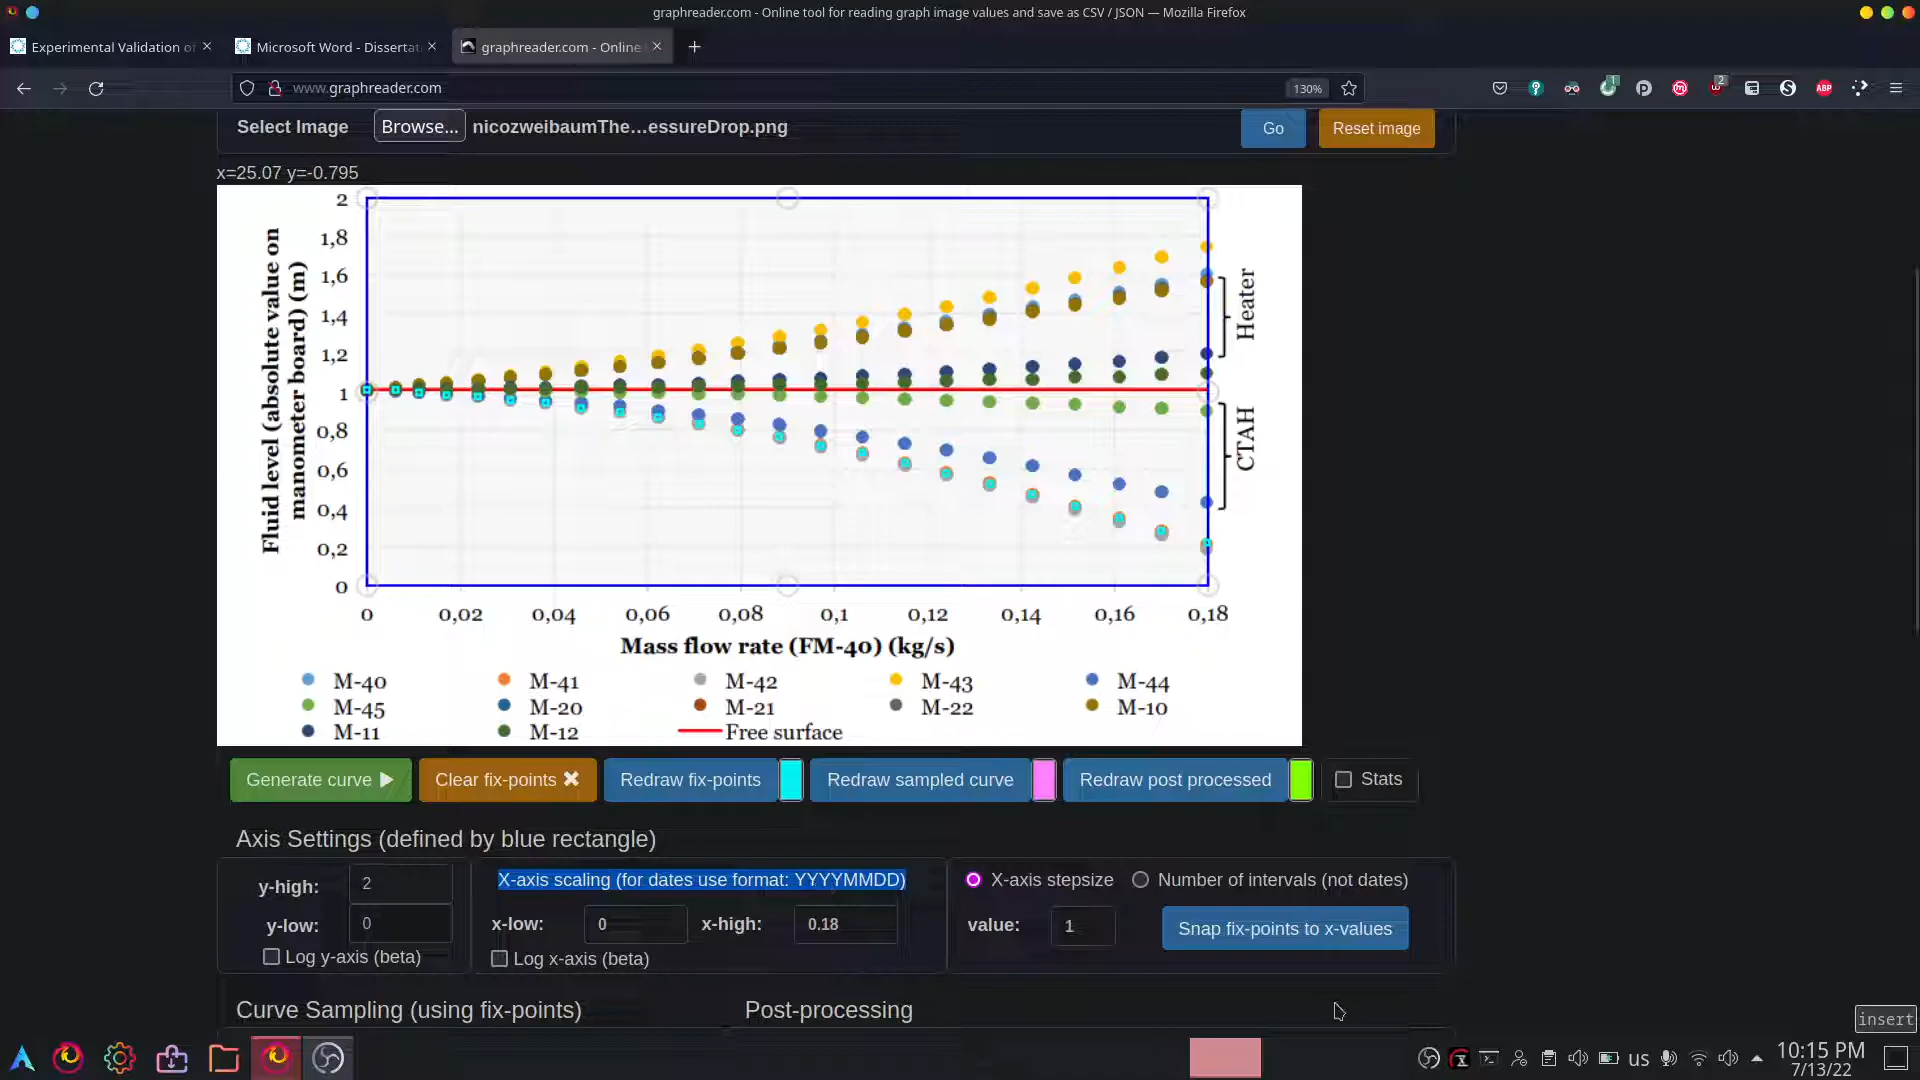 graphreader.com - Online tool for reading graph image values and save as CSV / JSON — Mozilla Firefox
Experimental Validation of
Microsoft Word - Dissertat
graphreader.com - Online
www.graphreader.com
130%
1
2
ABP
Select Image
Browse...
nicozweibaumThe...essureDrop.png
Go
Reset image
x=25.07 y=-0.795
Fluid level (absolute value on
manometer board) (m)
2
1,8
1,6
1,4
1,2
1
0,8
0,6
0,4
0,2
0
Heater
CTAH
0 0,02 0,04 0,06 0,08 0,1 0,12 0,14 0,16 0,18
Mass flow rate (FM-40) (kg/s)
M-40 M-41 M-42 M-43 M-44
M-45 M-20 M-21 M-22 M-10
M-11 M-12 Free surface
Generate curve
Clear fix-points
Redraw fix-points
Redraw sampled curve
Redraw post processed
Stats
Axis Settings (defined by blue rectangle)
y-high: 2
y-low: 0
Log y-axis (beta)
X-axis scaling (for dates use format: YYYYMMDD)
x-low: 0 x-high: 0.18
Log x-axis (beta)
X-axis stepsize
Number of intervals (not dates)
value: 1
Snap fix-points to x-values
Curve Sampling (using fix-points)
Post-processing
insert
us
10:15 PM
7/13/22